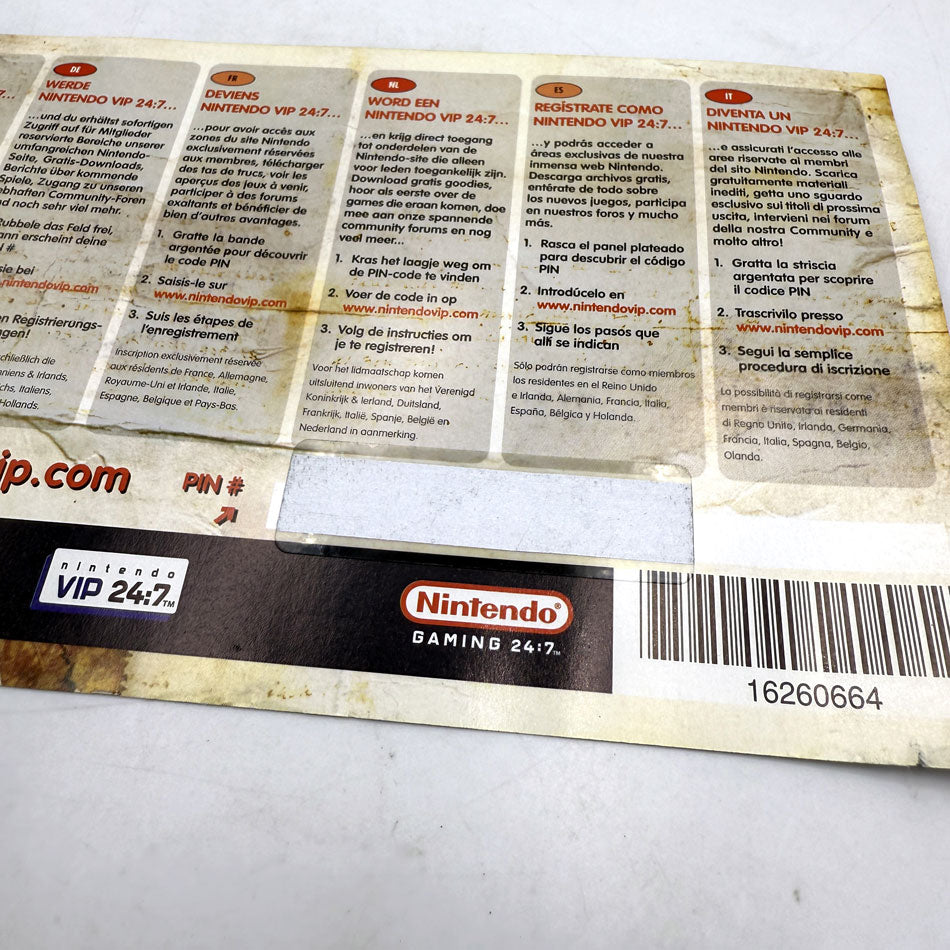 DE
WERDE
NINTENDO VIP 24:7...
...und du erhältst sofortigen
Zugriff auf für Mitglieder
reservierte Bereiche unserer
umfangreichen Nintendo-
Seite, Gratis-Downloads,
Berichte über kommende
Spiele, Zugang zu unseren
lebhaften Community-Foren
und noch sehr viel mehr.
Rubbele das Feld frei,
dann erscheint deine
sie bei
nintendovip.com
en Registrierungs-
ngen!
schließlich die
nniens & Irlands,
chs, Italiens,
Hollands.
FR
DEVIENS
NINTENDO VIP 24:7...
...pour avoir accès aux
zones du site Nintendo
exclusivement réservées
aux membres, télécharger
des tas de trucs, voir les
aperçus des jeux à venir,
participer à des forums
exaltants et bénéficier de
bien d'autres avantages.
1. Gratte la bande
argentée pour découvrir
le code PIN
2. Saisis-le sur
www.nintendovip.com
3. Suis les étapes de
l'enregistrement
Inscription exclusivement réservée
aux résidents de France, Allemagne,
Royaume-Uni et Irlande, Italie,
Espagne, Belgique et Pays-Bas.
NL
WORD EEN
NINTENDO VIP 24:7...
...en krijg direct toegang
tot onderdelen van de
Nintendo-site die alleen
voor leden toegankelijk zijn.
Download gratis goodies,
hoor als eerste over de
games die eraan komen, doe
mee aan onze spannende
community forums en nog
veel meer...
1. Kras het laagje weg om
de PIN-code te vinden
2. Voer de code in op
www.nintendovip.com
3. Volg de instructies om
je te registreren!
Voor het lidmaatschap komen
uitsluitend inwoners van het Verenigd
Koninkrijk & Ierland, Duitsland,
Frankrijk, Italië, Spanje, België en
Nederland in aanmerking.
ES
REGÍSTRATE COMO
NINTENDO VIP 24:7...
...y podrás acceder a
áreas exclusivas de nuestra
inmensa web Nintendo.
Descarga archivos gratis,
entérate de todo sobre
los nuevos juegos, participa
en nuestros foros y mucho
más.
1. Rasca el panel plateado
para descubrir el código
PIN
2. Introdúcelo en
www.nintendovip.com
3. Sigue los pasos que
allí se indican
Sólo podrán registrarse como miembros
los residentes en el Reino Unido
e Irlanda, Alemania, Francia, Italia,
España, Bélgica y Holanda.
IT
DIVENTA UN
NINTENDO VIP 24:7...
...e assicurati l'accesso alle
aree riservate ai membri
del sito Nintendo. Scarica
gratuitamente materiali
inediti, getta uno sguardo
esclusivo sui titoli di prossima
uscita, intervieni nei forum
della nostra Community e
molto altro!
1. Gratta la striscia
argentata per scoprire
il codice PIN
2. Trascrivilo presso
www.nintendovip.com
3. Segui la semplice
procedura di iscrizione
La possibilità di registrarsi come
membri è riservata ai residenti
di Regno Unito, Irlanda, Germania,
Francia, Italia, Spagna, Belgio,
Olanda.
ip.com
PIN #
nintendo
VIP 24:7 TM
Nintendo®
GAMING 24:7 TM
16260664